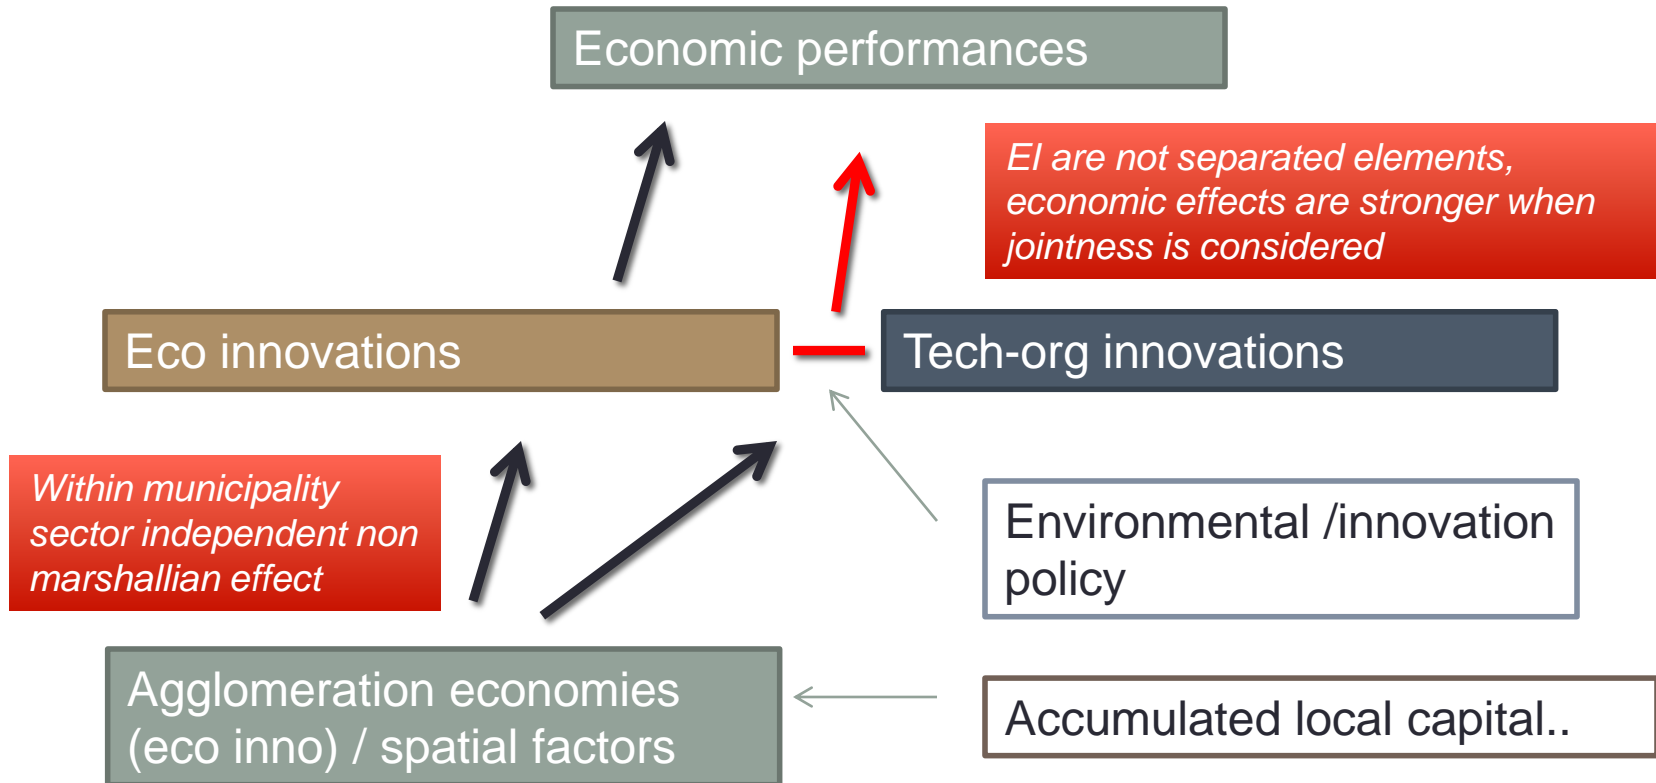 Economic performances
EI are not separated elements,
economic effects are stronger when
jointness is considered
Eco innovations
Tech-org innovations
Within municipality
sector independent non
marshallian effect
Environmental /innovation
policy
Agglomeration economies
(eco inno) / spatial factors
Accumulated local capital..